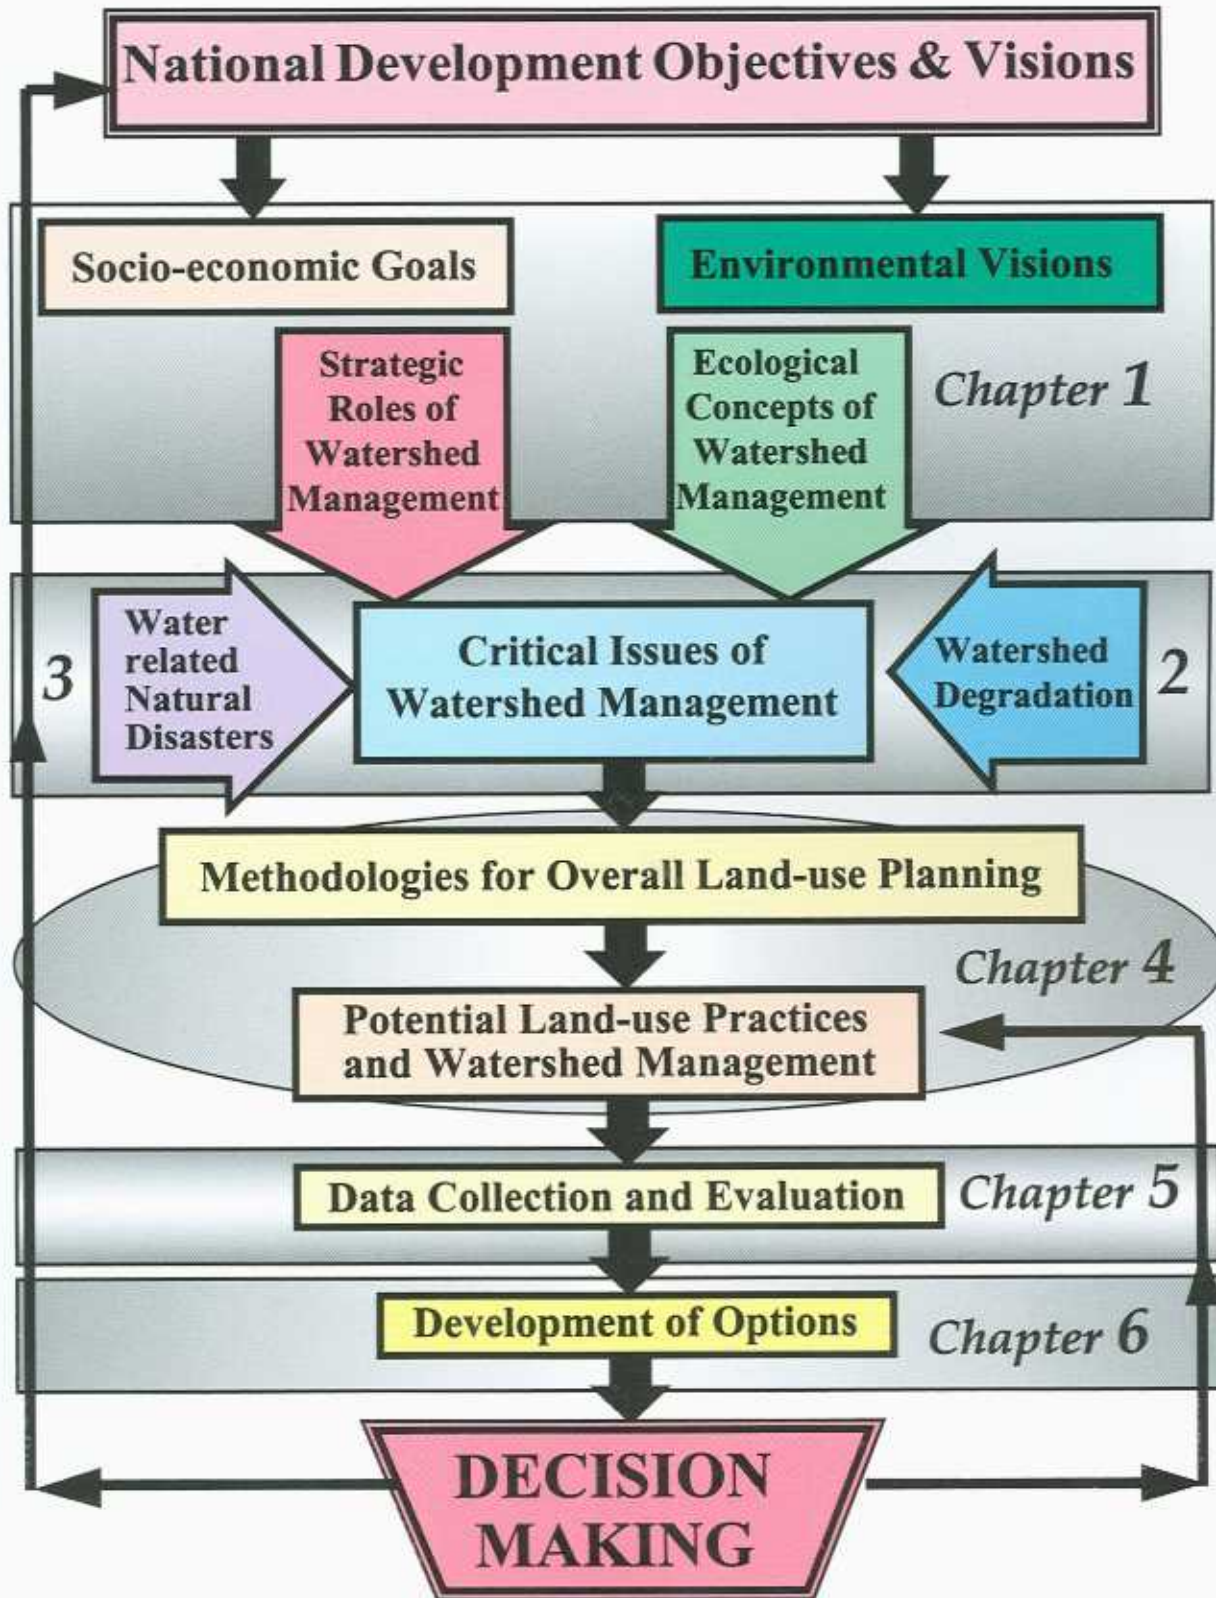 National Development Objectives & Visions
Socio-economic Goals
Environmental Visions
Strategic
Roles of
Watershed
Management
Ecological
Concepts of
Watershed
Management
Chapter 1
3
Water
related
Natural
Disasters
Critical Issues of
Watershed Management
Watershed
Degradation
2
Methodologies for Overall Land-use Planning
Chapter 4
Potential Land-use Practices
and Watershed Management
Data Collection and Evaluation
Chapter 5
Development of Options
Chapter 6
DECISION
MAKING